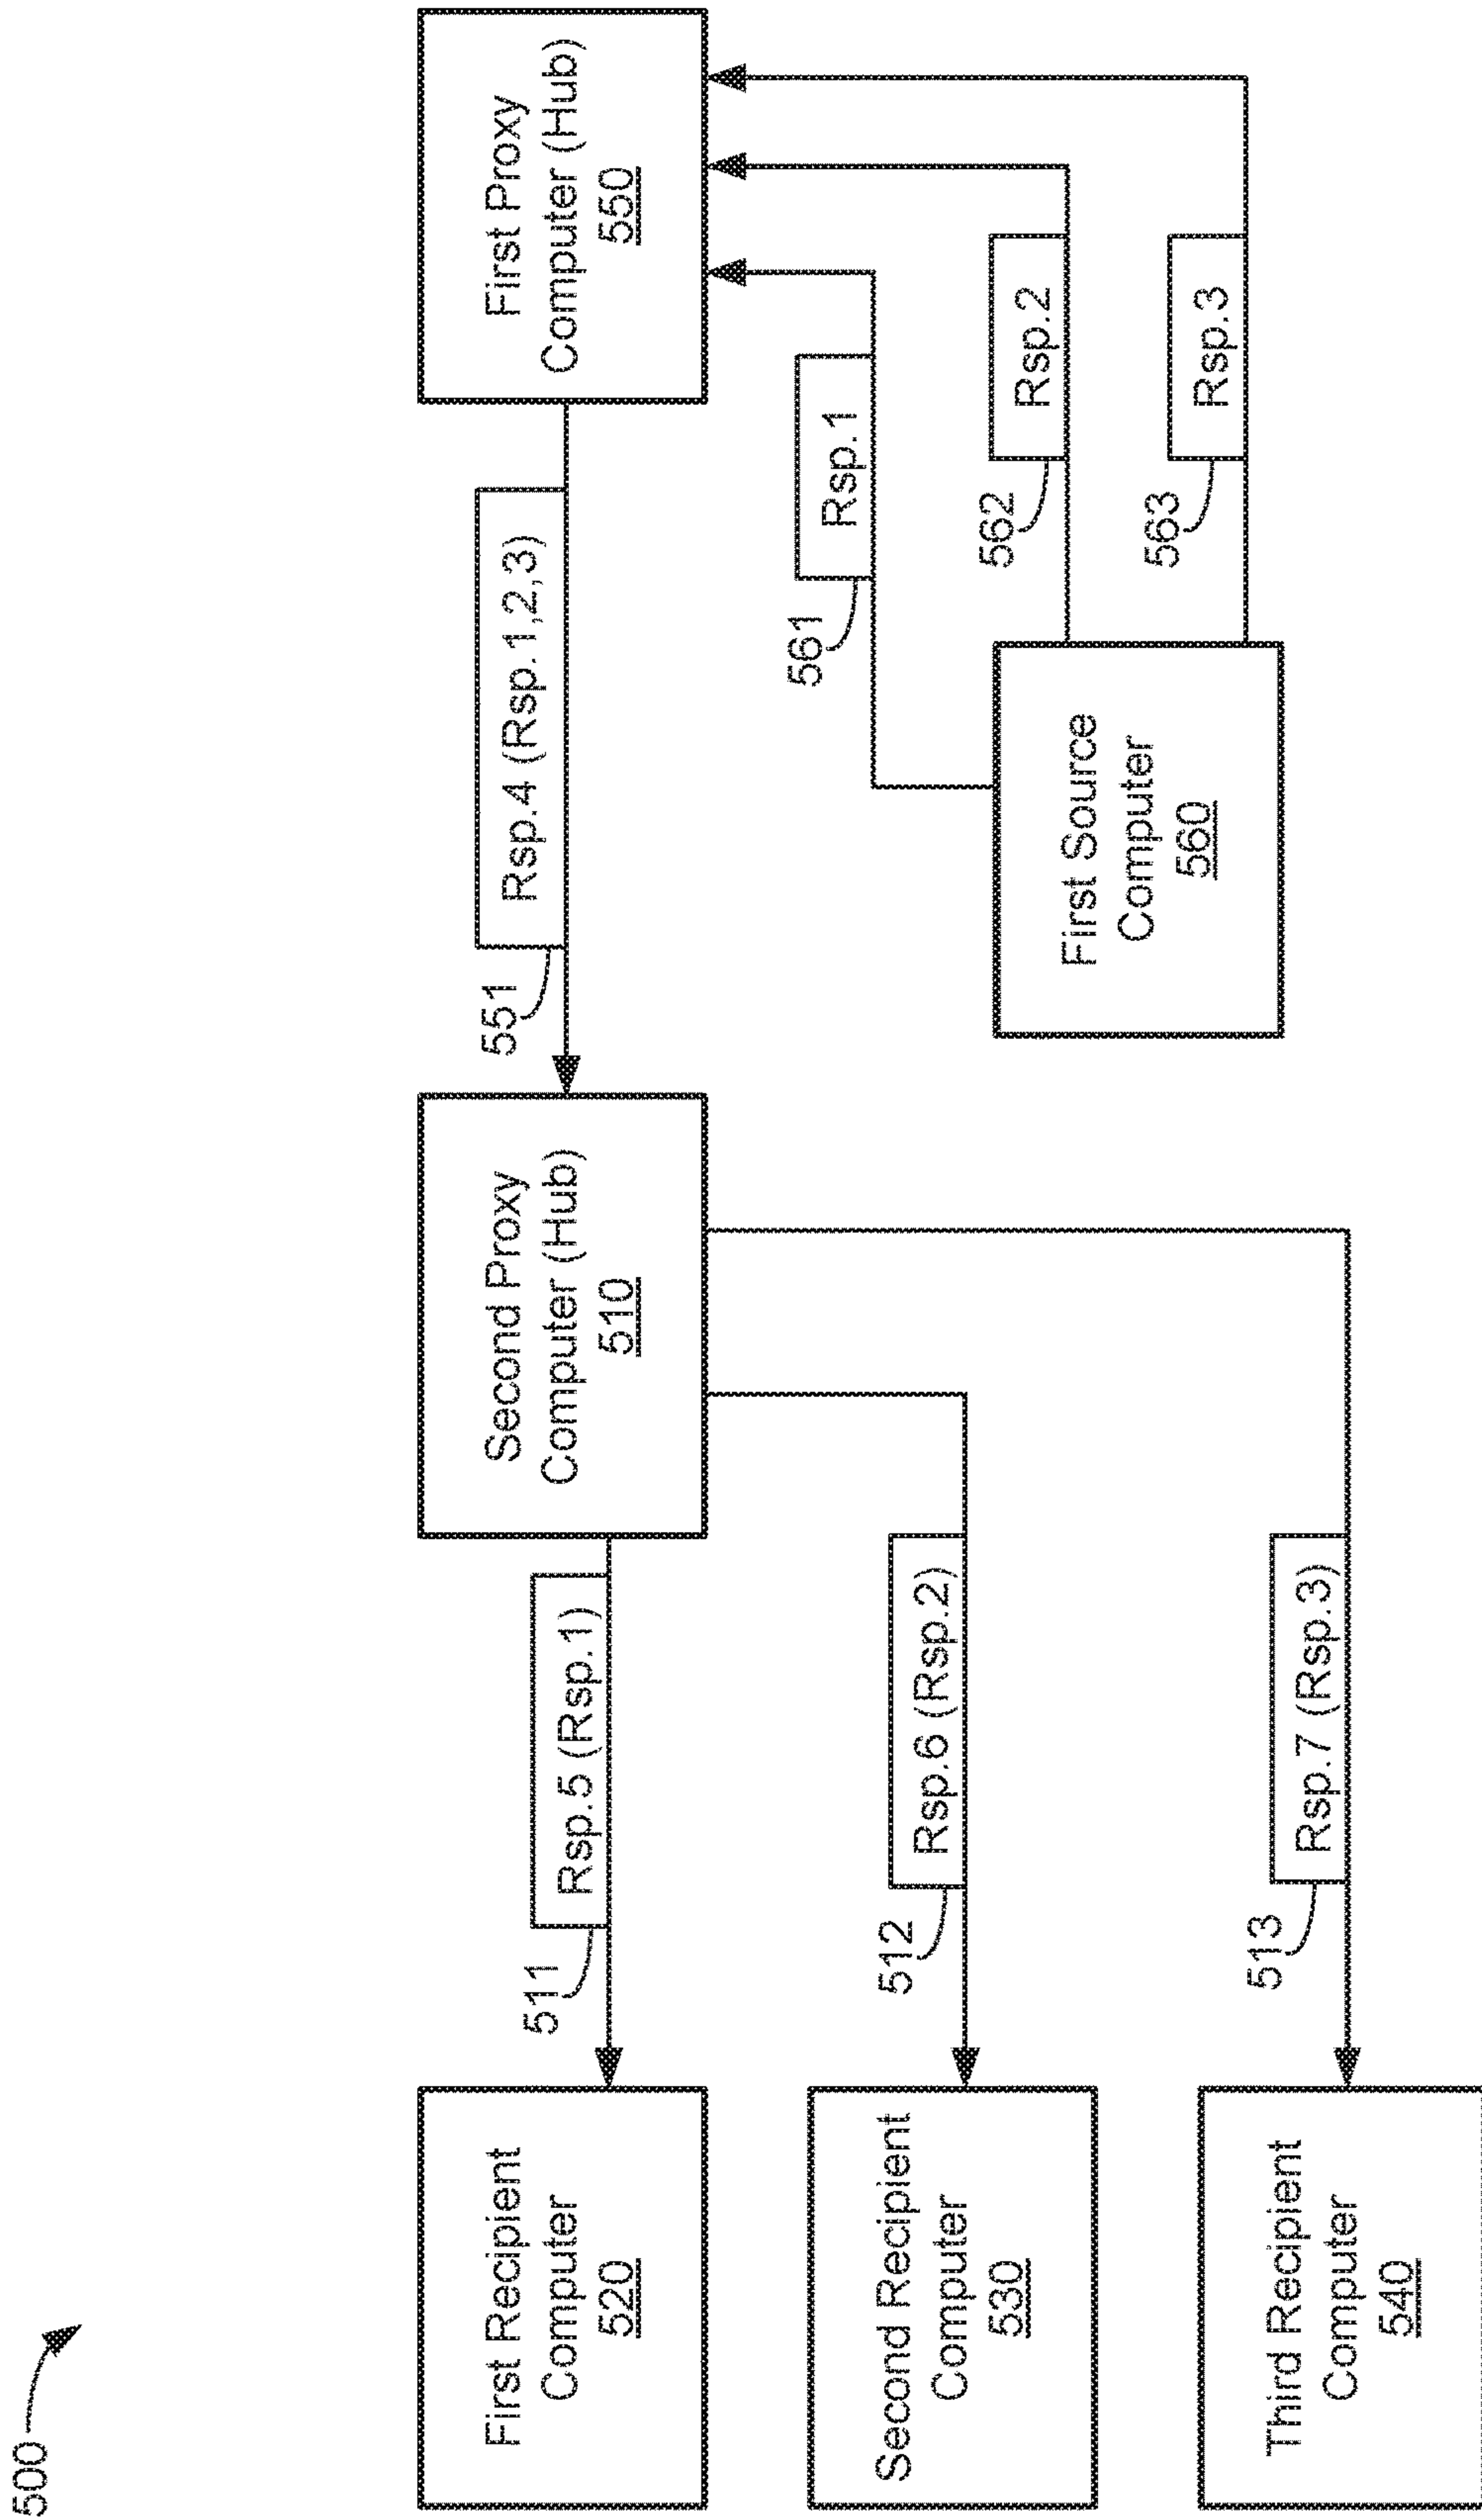 500
First Recipient
Computer
520
511
Rsp.5 (Rsp.1)
Second Proxy
Computer (Hub)
510
551
Rsp.4 (Rsp.1,2,3)
First Proxy
Computer (Hub)
550
Second Recipient
Computer
530
512
Rsp.6 (Rsp.2)
561
Rsp.1
562
Rsp.2
First Source
Computer
560
563
Rsp.3
Third Recipient
Computer
540
513
Rsp.7 (Rsp.3)